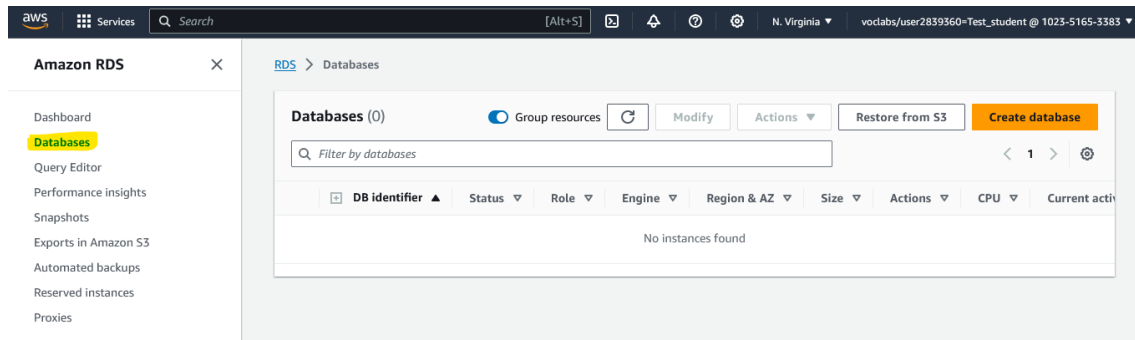 aws Services Search [Alt+S] N. Virginia voclabs/user2839360=Test_student @ 1023-5165-3383
Amazon RDS
Dashboard
Databases
Query Editor
Performance insights
Snapshots
Exports in Amazon S3
Automated backups
Reserved instances
Proxies
RDS > Databases
Databases (0) Group resources Modify Actions Restore from S3 Create database
Filter by databases 1
DB identifier Status Role Engine Region & AZ Size Actions CPU Current
No instances found